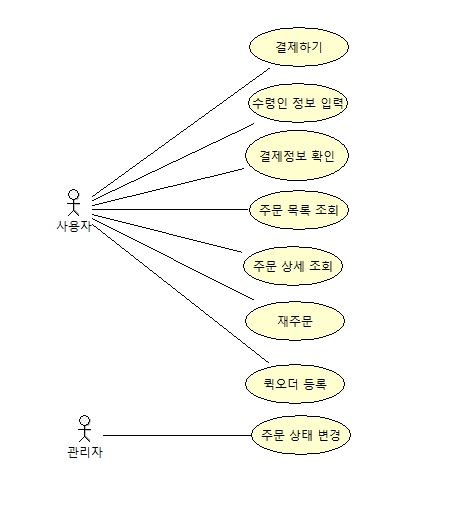 결제하기
수령인 정보 입력
결제정보 확인
사용자
주문 목록 조회
주문 상세 조회
재주문
퀵오더 등록
관리자
주문 상태 변경